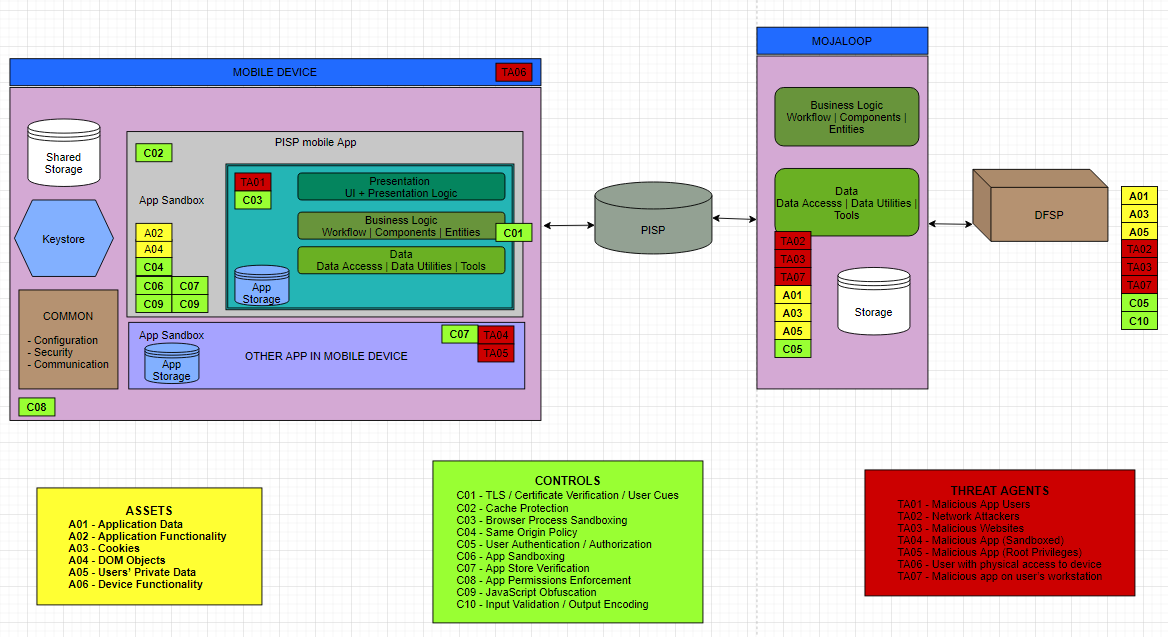 MOBILE DEVICE
TA06
Shared
Storage
Keystore
COMMON
- Configuration
- Security
- Communication
C08
PISP mobile App
C02
App Sandbox
A02
A04
C04
C06
C07
C09
C09
TA01
C03
Presentation
UI + Presentation Logic
Business Logic
Workflow | Components | Entities
C01
Data
Data Accesss | Data Utilities | Tools
App
Storage
App Sandbox
App
Storage
OTHER APP IN MOBILE DEVICE
C07
TA04
TA05
PISP
MOJALOOP
Business Logic
Workflow | Components |
Entities
Data
Data Accesss | Data Utilities |
Tools
TA02
TA03
TA07
A01
A03
A05
C05
Storage
DFSP
A01
A03
A05
TA02
TA03
TA07
C05
C10
ASSETS
A01 - Application Data
A02 - Application Functionality
A03 - Cookies
A04 - DOM Objects
A05 - Users' Private Data
A06 - Device Functionality
CONTROLS
C01 - TLS / Certificate Verification / User Cues
C02 - Cache Protection
C03 - Browser Process Sandboxing
C04 - Same Origin Policy
C05 - User Authentication / Authorization
C06 - App Sandboxing
C07 - App Store Verification
C08 - App Permissions Enforcement
C09 - JavaScript Obfuscation
C10 - Input Validation / Output Encoding
THREAT AGENTS
TA01 - Malicious App Users
TA02 - Network Attackers
TA03 - Malicious Websites
TA04 - Malicious App (Sandboxed)
TA05 - Malicious App (Root Privileges)
TA06 - User with physical access to device
TA07 - Malicious app on user's workstation